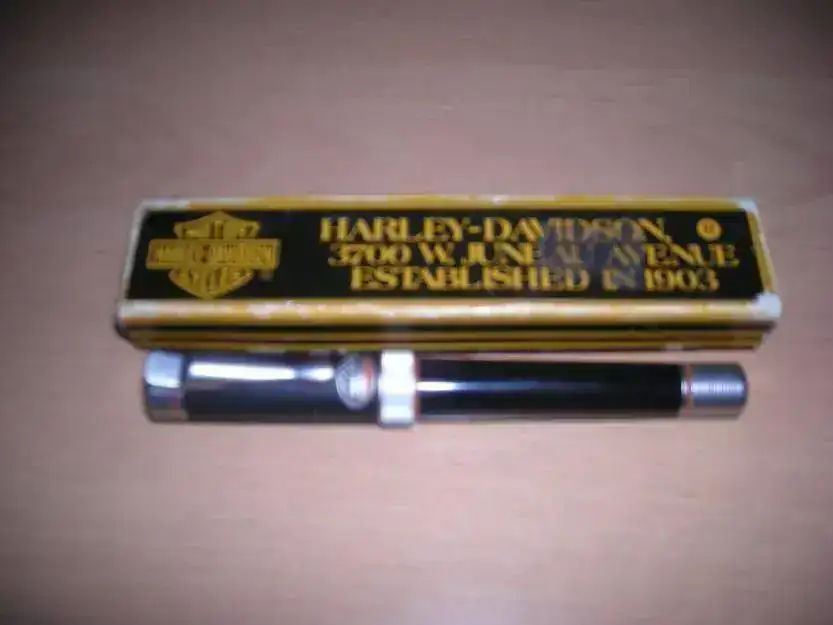 HARLEY-DAVIDSON,
3700 W. JUNEAU AVENUE
ESTABLISHED IN 1903